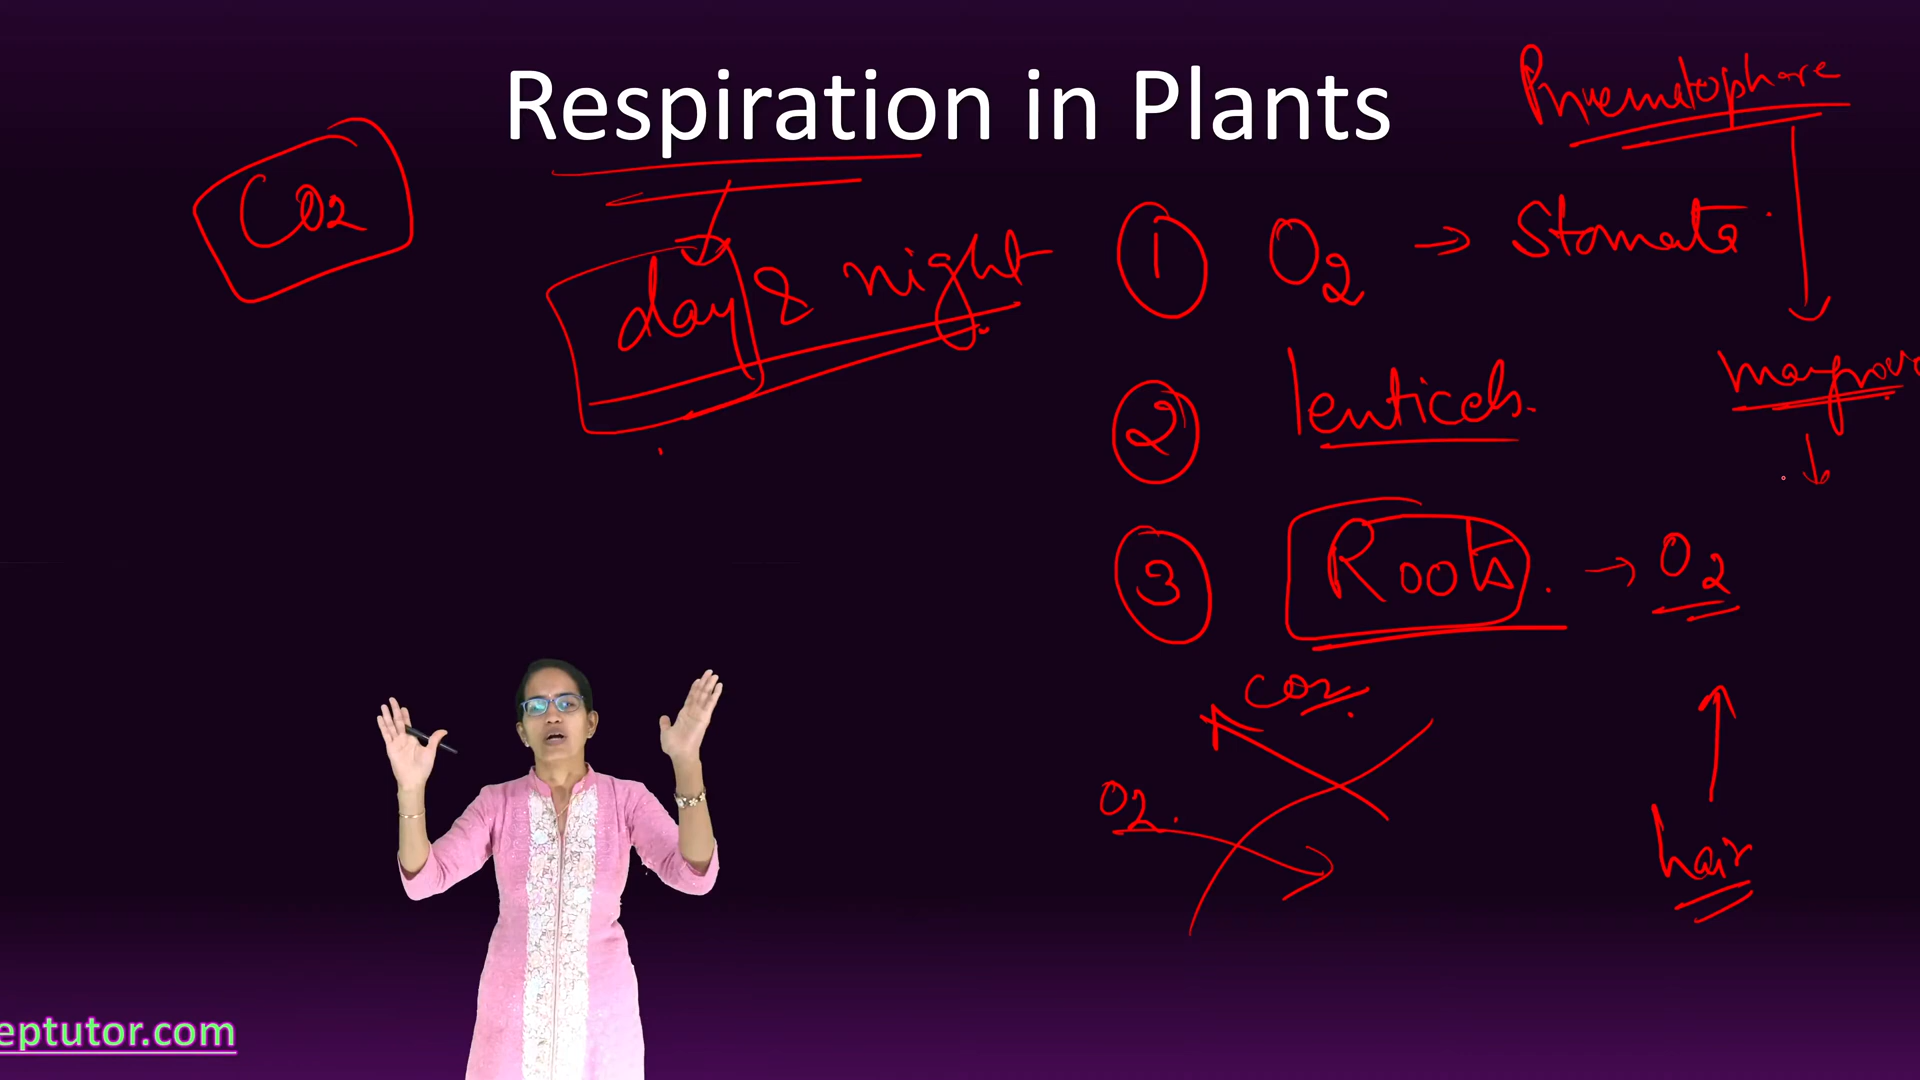 Respiration in Plants
Pnuematophore
CO2
day & night
1 O2 → Stomata
2 lenticels.
mangrove
3 Roots. → O2
CO2.
O2.
hair
eptutor.com